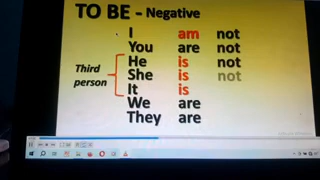 TO BE - Negative
I am not
You are not
Third person
He is not
She is not
It is
We are
They are